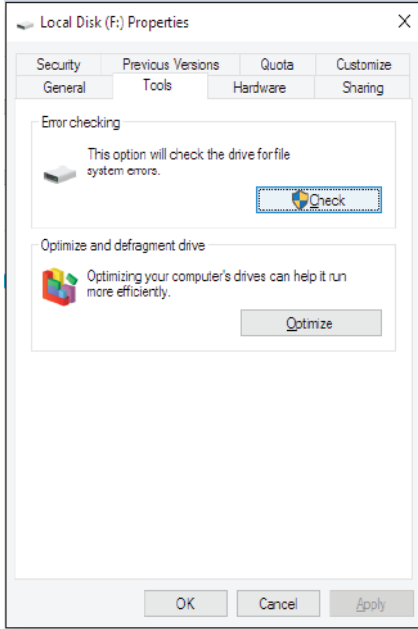 Local Disk (F:) Properties
Security Previous Versions Quota Customize
General Tools Hardware Sharing
Error checking
This option will check the drive for file
system errors.
Check
Optimize and defragment drive
Optimizing your computer's drives can help it run
more efficiently.
Optimize
OK Cancel Apply